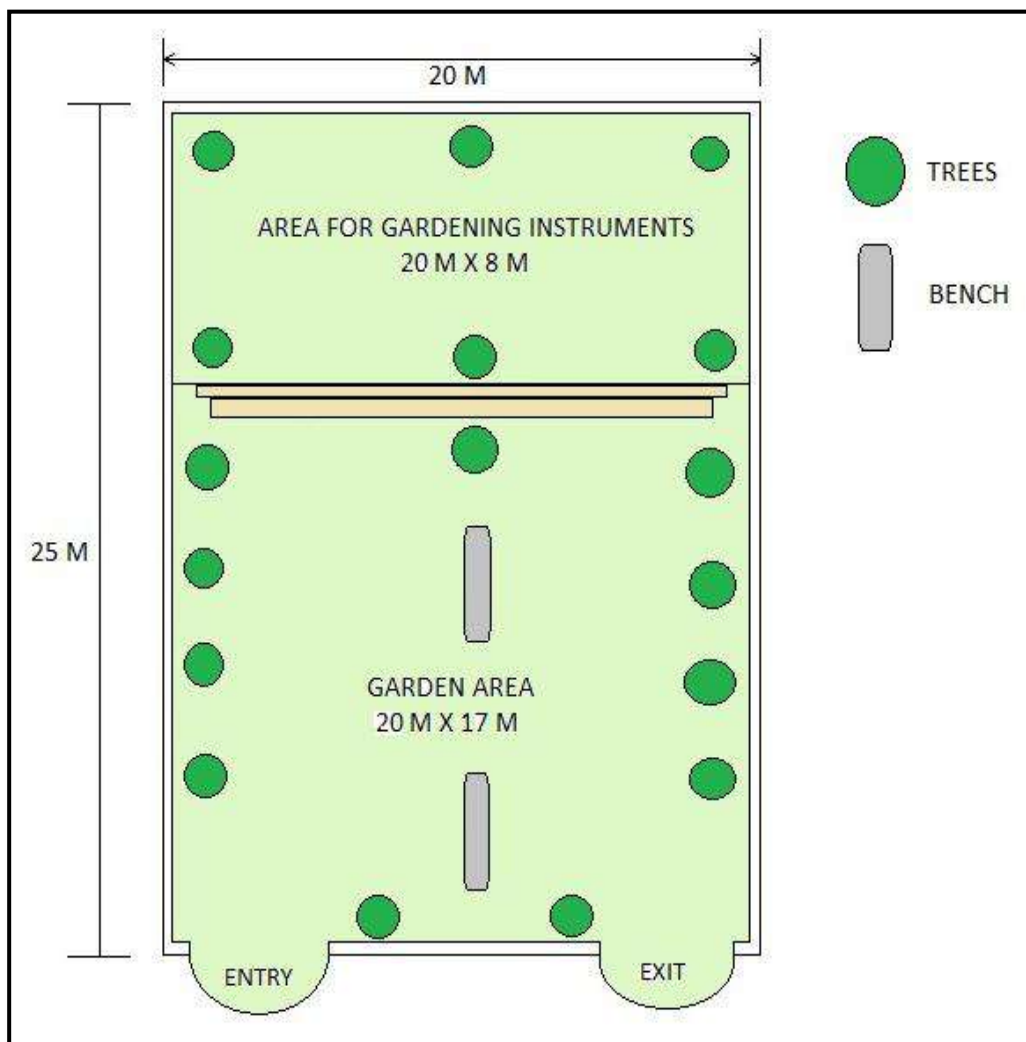 20 M
TREES
AREA FOR GARDENING INSTRUMENTS
20 M X 8 M
BENCH
25 M
GARDEN AREA
20 M X 17 M
ENTRY
EXIT